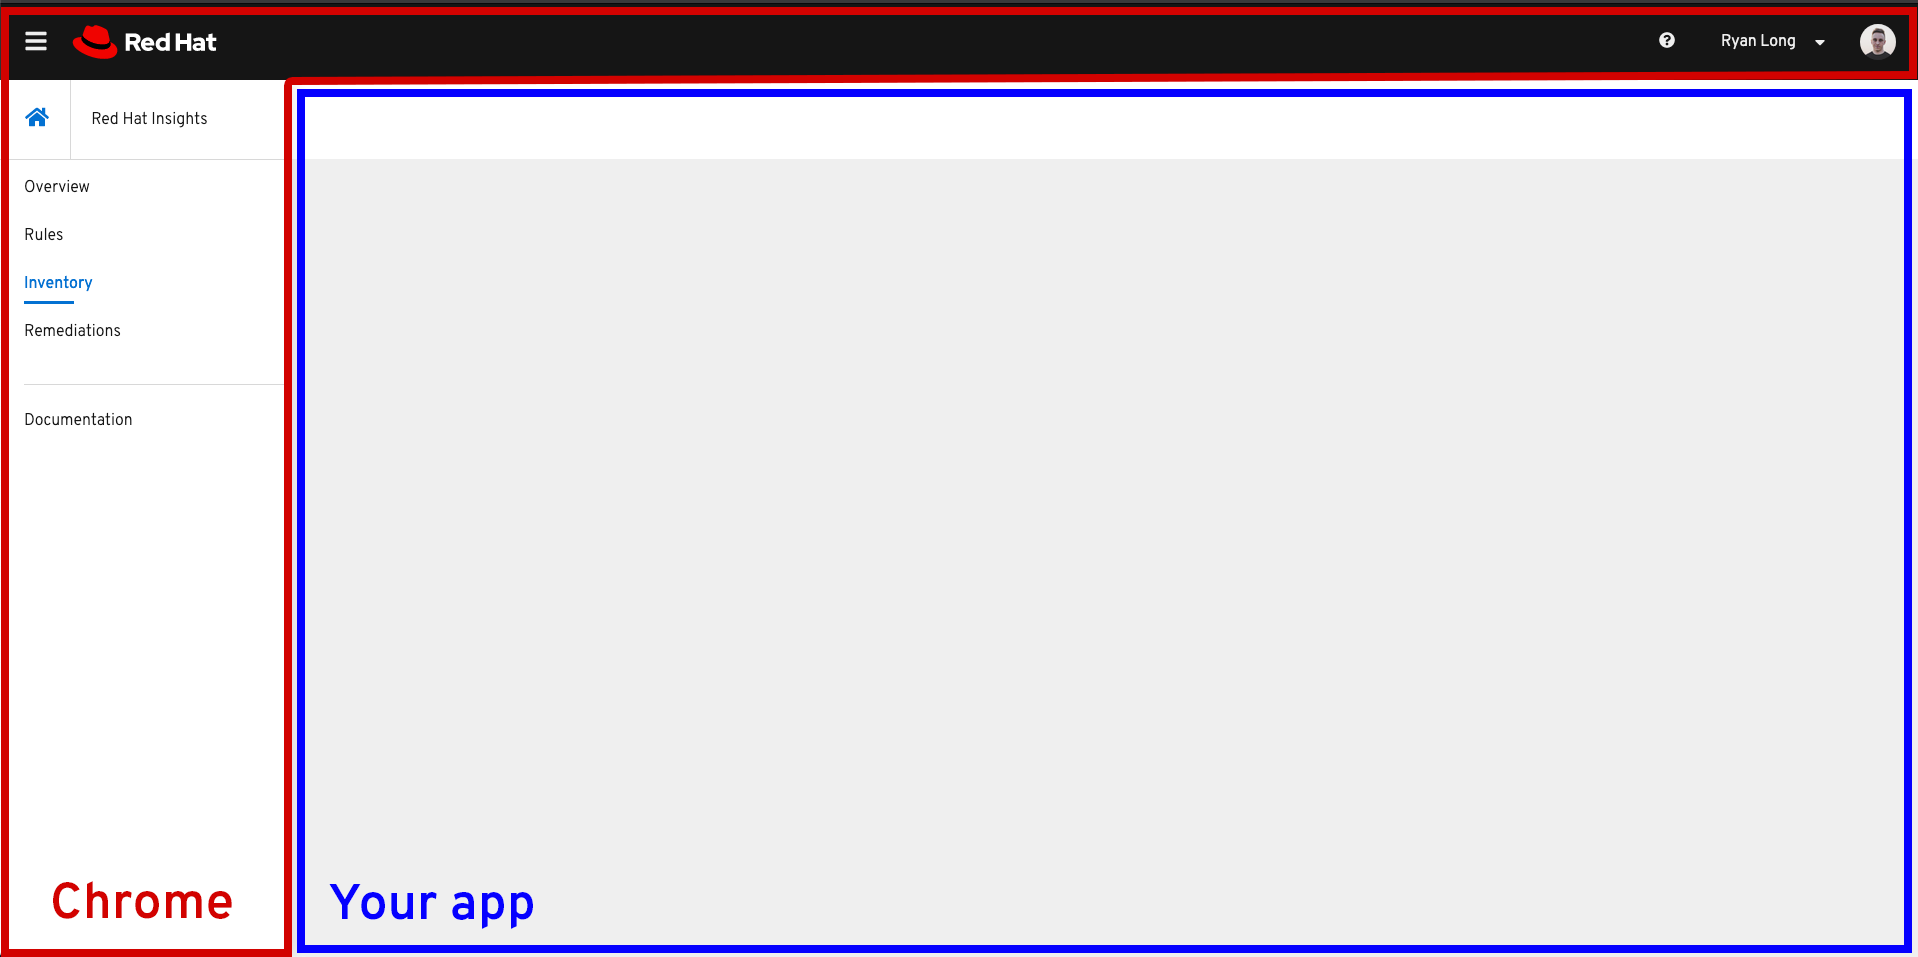 Red Hat
Ryan Long
Red Hat Insights
Overview
Rules
Inventory
Remediations
Documentation
Chrome
Your app